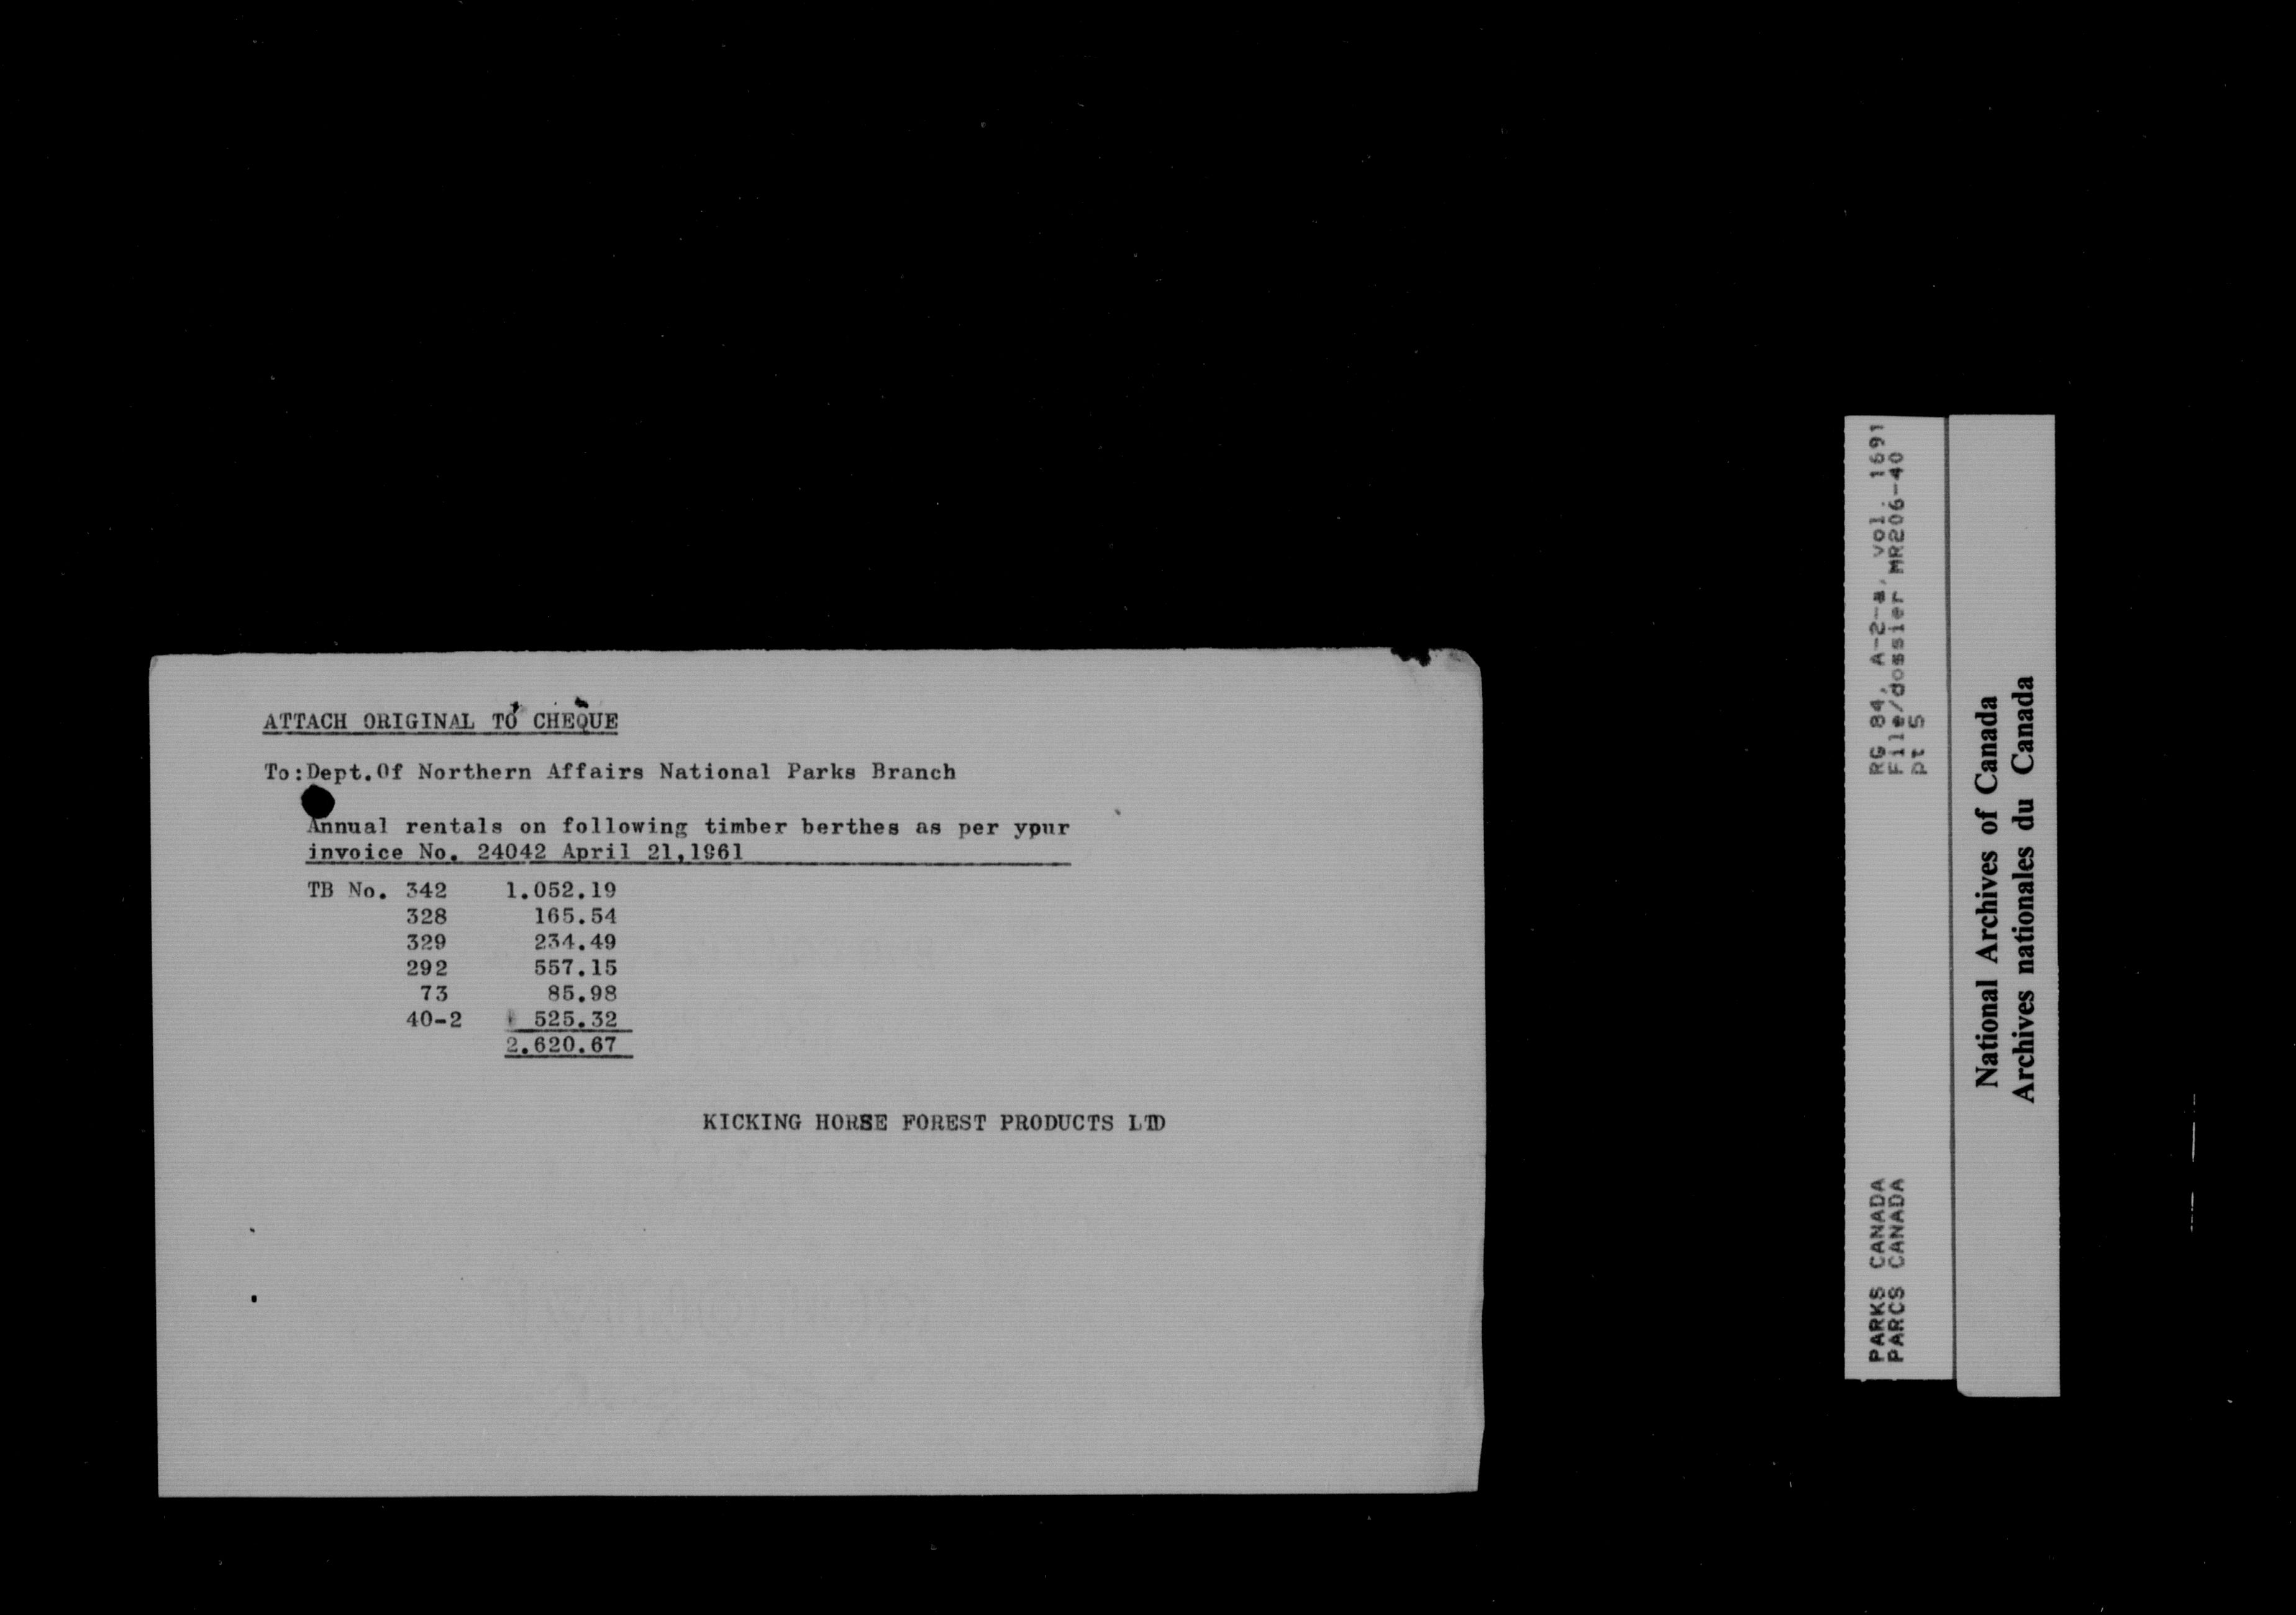 ATTACH ORIGINAL TO CHEQUE
To:Dept.Of Northern Affairs National Parks Branch
Annual rentals on following timber berthes as per ypur
invoice No. 24042 April 21,1961
TB No. 342 1.052.19
328 165.54
329 234.49
292 557.15
73 85.98
40-2 525.32
2.620.67
KICKING HORSE FOREST PRODUCTS LTD
RG 84, A-2-a, vol. 1691
File/dossier MR206-40
pt 5
PARKS CANADA
PARCS CANADA
National Archives of Canada
Archives nationales du Canada